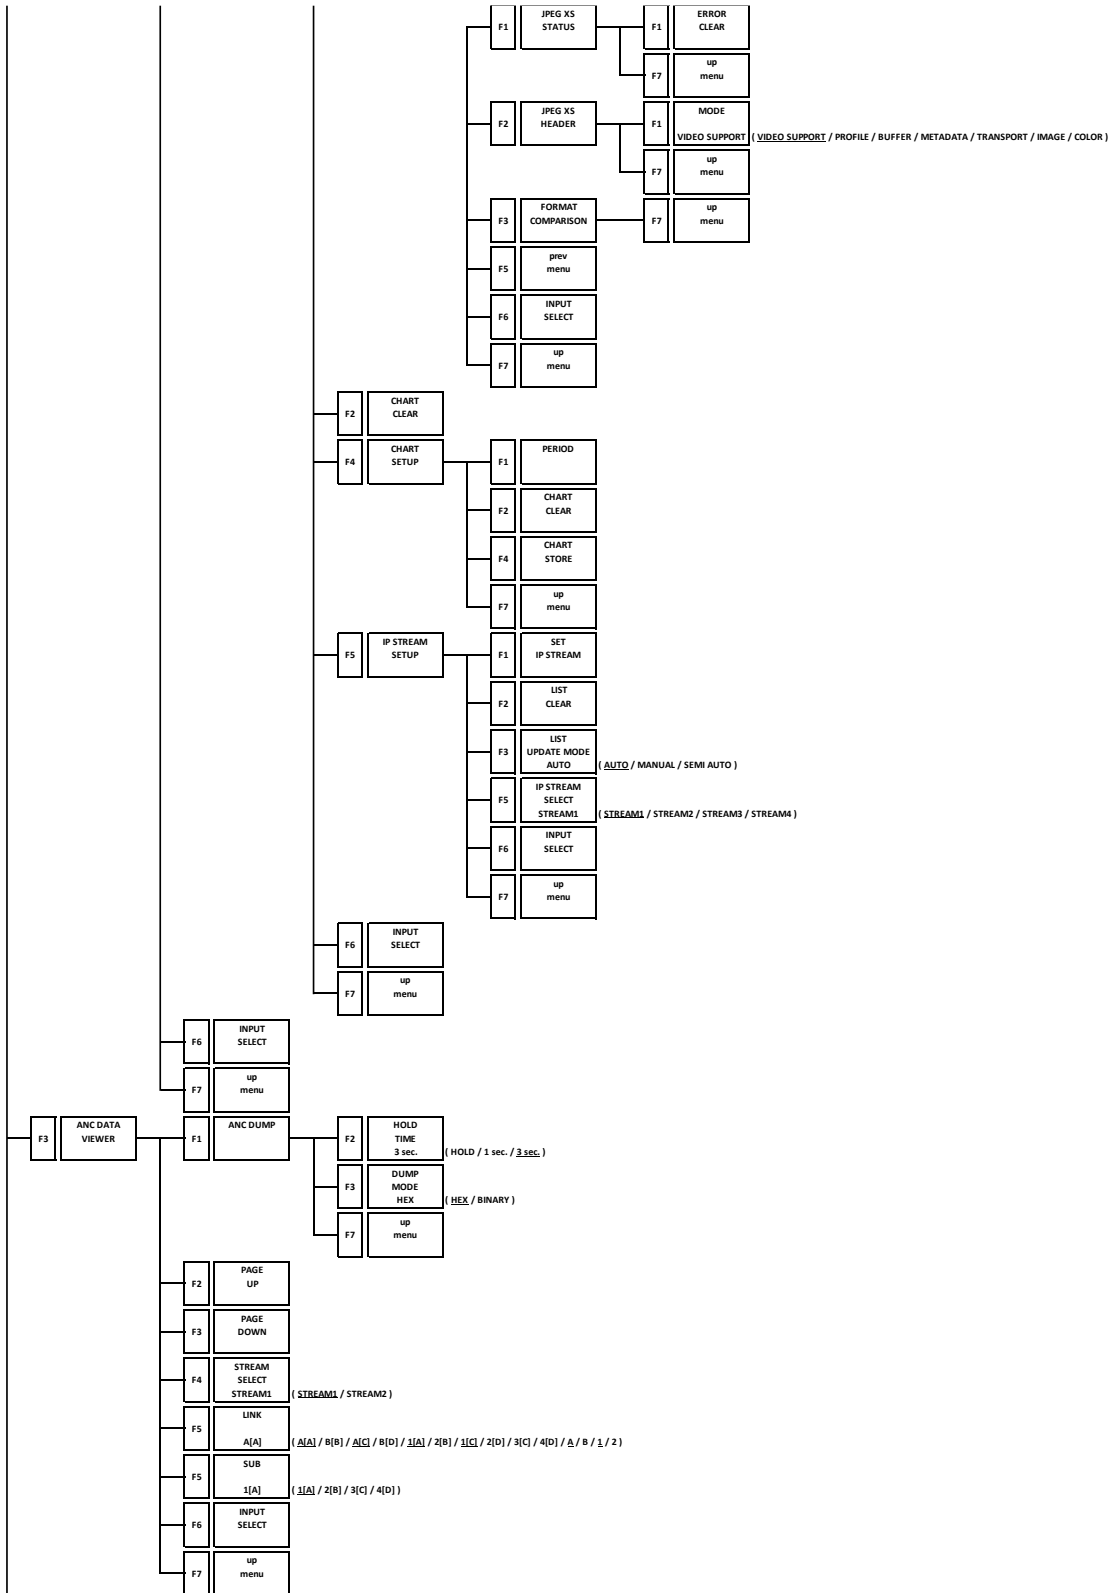 F1
JPEG XS
STATUS
F1
ERROR
CLEAR
F7
up
menu
F2
JPEG XS
HEADER
F1
MODE
VIDEO SUPPORT ( VIDEO SUPPORT / PROFILE / BUFFER / METADATA / TRANSPORT / IMAGE / COLOR )
F7
up
menu
F3
FORMAT
COMPARISON
F7
up
menu
F5
prev
menu
F6
INPUT
SELECT
F7
up
menu
F2
CHART
CLEAR
F4
CHART
SETUP
F1
PERIOD
F2
CHART
CLEAR
F4
CHART
STORE
F7
up
menu
F5
IP STREAM
SETUP
F1
SET
IP STREAM
F2
LIST
CLEAR
F3
LIST
UPDATE MODE
AUTO ( AUTO / MANUAL / SEMI AUTO )
F5
IP STREAM
SELECT
STREAM1 ( STREAM1 / STREAM2 / STREAM3 / STREAM4 )
F6
INPUT
SELECT
F7
up
menu
F6
INPUT
SELECT
F7
up
menu
F6
INPUT
SELECT
F7
up
menu
F3
ANC DATA
VIEWER
F1
ANC DUMP
F2
HOLD
TIME
3 sec. ( HOLD / 1 sec. / 3 sec. )
F3
DUMP
MODE
HEX ( HEX / BINARY )
F7
up
menu
F2
PAGE
UP
F3
PAGE
DOWN
F4
STREAM
SELECT
STREAM1 ( STREAM1 / STREAM2 )
F5
LINK
A[A] ( A[A] / B[B] / A[C] / B[D] / 1[A] / 2[B] / 1[C] / 2[D] / 3[C] / 4[D] / A / B / 1 / 2 )
F5
SUB
1[A] ( 1[A] / 2[B] / 3[C] / 4[D] )
F6
INPUT
SELECT
F7
up
menu